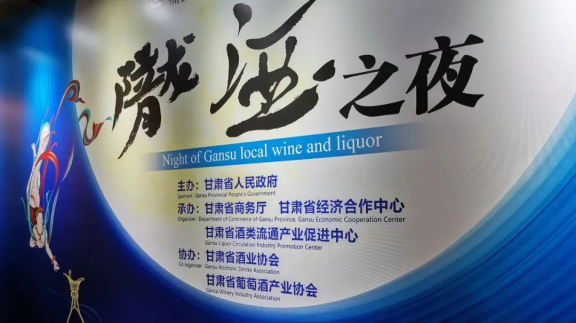 陇酒之夜
Night of Gansu local wine and liquor
主办：甘肃省人民政府
Sponsor : Gansu Provincial People's Government
承办：甘肃省商务厅 甘肃省经济合作中心
Organizer : Department of Commerce of Gansu Province, Gansu Economic Cooperation Center
甘肃省酒类流通产业促进中心
Gansu Liquor Circulation Industry Promotion Center
协办：甘肃省酒业协会
Co-organizer : Gansu Alcoholic Drinks Association
甘肃省葡萄酒产业协会
Gansu Winery Industry Association